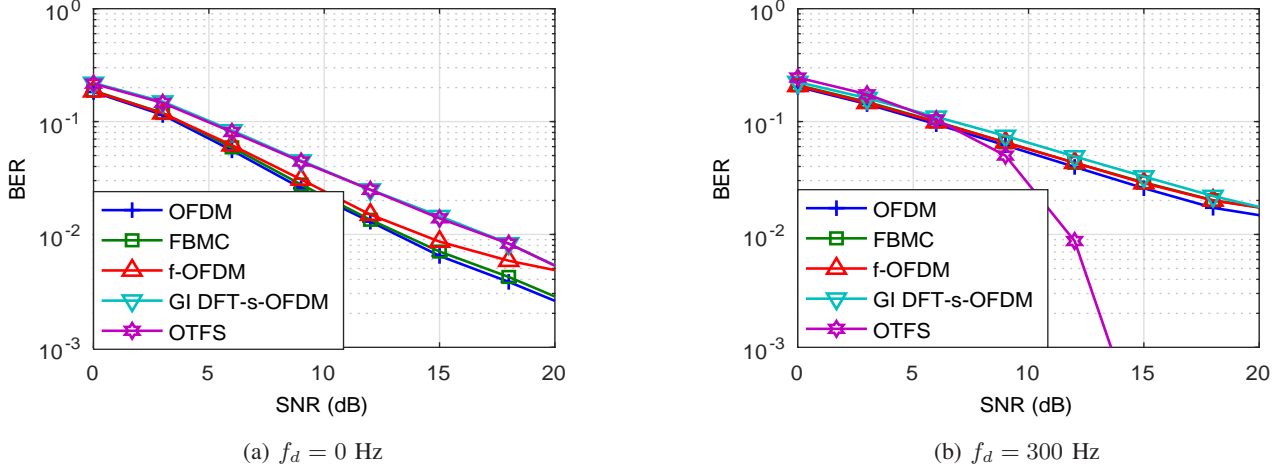 10^0
10^-1
10^-2
10^-3
BER
0
5
10
15
20
SNR (dB)
OFDM
FBMC
f-OFDM
GI DFT-s-OFDM
OTFS
(a) f_d = 0 Hz
10^0
10^-1
10^-2
10^-3
BER
0
5
10
15
20
SNR (dB)
OFDM
FBMC
f-OFDM
GI DFT-s-OFDM
OTFS
(b) f_d = 300 Hz